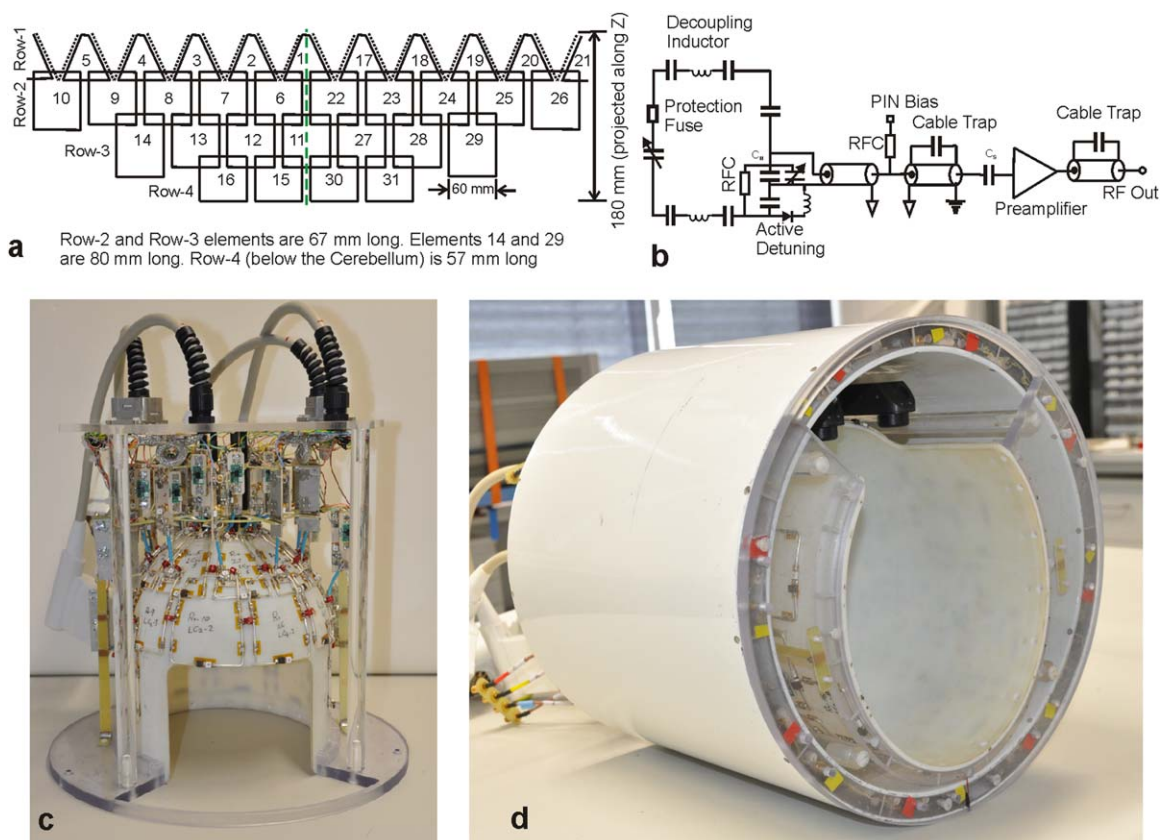 Row-1
5 4 3 2 1 17 18 19 20 21
Row-2
10 9 8 7 6 22 23 24 25 26
14 13 12 11 27 28 29
Row-3
16 15 30 31
Row-4
60 mm
180 mm (projected along Z)
a
Row-2 and Row-3 elements are 67 mm long. Elements 14 and 29
are 80 mm long. Row-4 (below the Cerebellum) is 57 mm long
Decoupling
Inductor
Protection
Fuse
RFC
Active
Detuning
PIN Bias
RFC
Cable Trap
Preamplifier
Cable Trap
RF Out
b
c
d